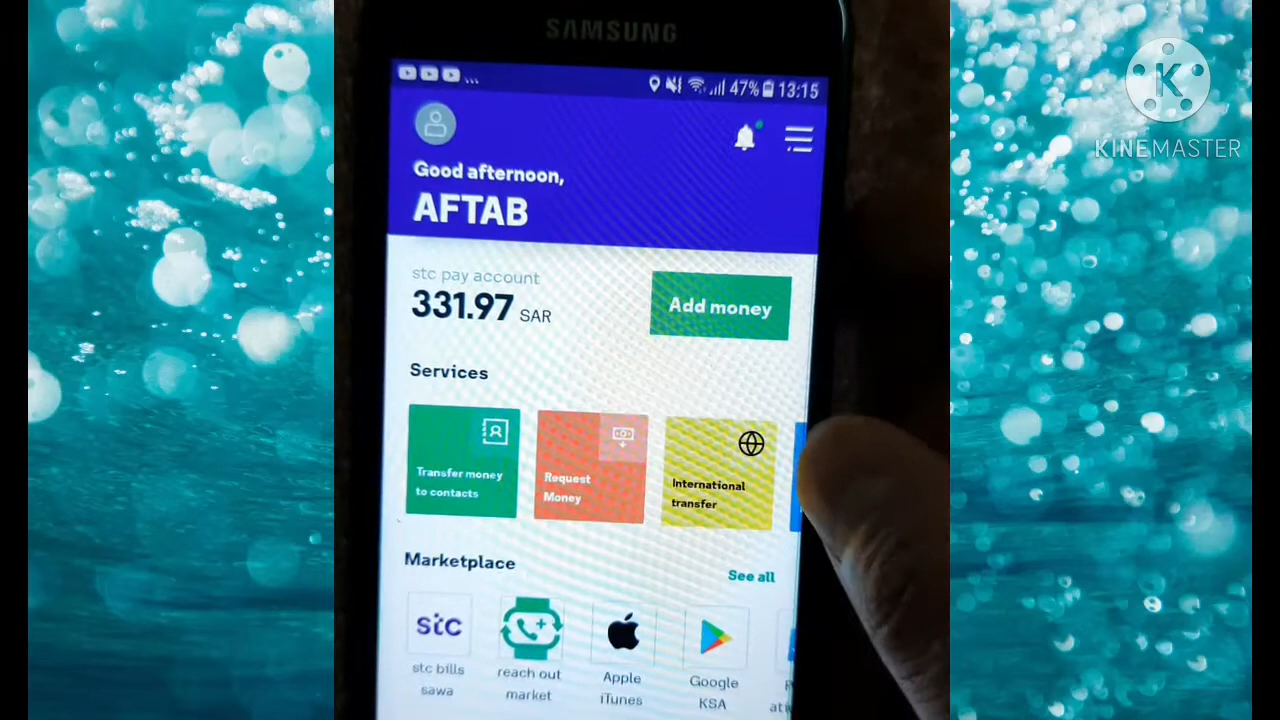 SAMSUNG
... 47% 13:15
Good afternoon,
AFTAB
stc pay account
331.97 SAR
Add money
Services
Transfer money
to contacts
Request
Money
International
transfer
Marketplace
See all
stc
stc bills
sawa
reach out
market
Apple
iTunes
Google
KSA
K
KINEMASTER